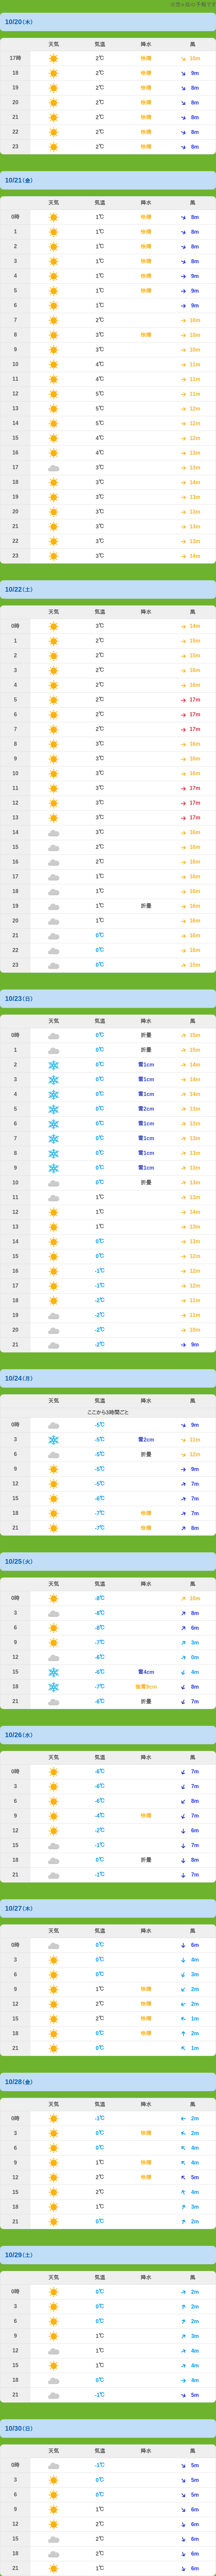 10/20(木)
天気 気温 降水 風
17時 2℃ 快晴 10m
18 2℃ 快晴 9m
19 2℃ 快晴 8m
20 2℃ 快晴 8m
21 2℃ 快晴 8m
22 2℃ 快晴 8m
23 2℃ 快晴 8m
10/21(金)
天気 気温 降水 風
0時 1℃ 快晴 8m
1 1℃ 快晴 8m
2 1℃ 快晴 8m
3 1℃ 快晴 8m
4 1℃ 快晴 9m
5 1℃ 快晴 9m
6 1℃ 9m
7 2℃ 10m
8 3℃ 快晴 10m
9 3℃ 10m
10 4℃ 11m
11 4℃ 11m
12 5℃ 11m
13 5℃ 12m
14 5℃ 12m
15 4℃ 12m
16 4℃ 13m
17 3℃ 13m
18 3℃ 14m
19 3℃ 13m
20 3℃ 13m
21 3℃ 13m
22 3℃ 13m
23 3℃ 14m
10/22(土)
天気 気温 降水 風
0時 3℃ 14m
1 2℃ 15m
2 2℃ 15m
3 2℃ 16m
4 2℃ 16m
5 2℃ 17m
6 2℃ 17m
7 2℃ 17m
8 3℃ 16m
9 3℃ 16m
10 3℃ 16m
11 3℃ 17m
12 3℃ 17m
13 3℃ 17m
14 3℃ 16m
15 2℃ 16m
16 2℃ 16m
17 1℃ 16m
18 1℃ 16m
19 1℃ 折曇 16m
20 1℃ 16m
21 0℃ 16m
22 0℃ 16m
23 0℃ 15m
10/23(日)
天気 気温 降水 風
0時 0℃ 折曇 15m
1 0℃ 折曇 15m
2 0℃ 雪1cm 14m
3 0℃ 雪1cm 14m
4 0℃ 雪1cm 14m
5 0℃ 雪2cm 13m
6 0℃ 雪1cm 13m
7 0℃ 雪1cm 13m
8 0℃ 雪1cm 13m
9 0℃ 雪1cm 13m
10 0℃ 折曇 13m
11 1℃ 13m
12 1℃ 14m
13 1℃ 13m
14 0℃ 13m
15 0℃ 12m
16 -1℃ 12m
17 -1℃ 12m
18 -2℃ 11m
19 -2℃ 11m
20 -2℃ 10m
21 -2℃ 9m
10/24(月)
天気 気温 降水 風
ここから3時間ごと
0時 -5℃ 9m
3 -5℃ 雪2cm 11m
6 -5℃ 折曇 12m
9 -5℃ 9m
12 -5℃ 7m
15 -6℃ 7m
18 -7℃ 快晴 7m
21 -7℃ 快晴 8m
10/25(火)
天気 気温 降水 風
0時 -8℃ 10m
3 -8℃ 8m
6 -8℃ 6m
9 -7℃ 3m
12 -6℃ 0m
15 -6℃ 雪4cm 4m
18 -7℃ 強雪9cm 8m
21 -6℃ 折曇 7m
10/26(水)
天気 気温 降水 風
0時 -6℃ 7m
3 -6℃ 7m
6 -6℃ 8m
9 -4℃ 快晴 7m
12 -2℃ 6m
15 -1℃ 7m
18 0℃ 折曇 8m
21 -1℃ 7m
10/27(木)
天気 気温 降水 風
0時 0℃ 6m
3 0℃ 4m
6 0℃ 3m
9 1℃ 快晴 2m
12 2℃ 快晴 2m
15 2℃ 快晴 1m
18 0℃ 快晴 2m
21 0℃ 1m
10/28(金)
天気 気温 降水 風
0時 -1℃ 2m
3 0℃ 快晴 2m
6 0℃ 4m
9 1℃ 快晴 4m
12 2℃ 快晴 5m
15 2℃ 4m
18 1℃ 3m
21 0℃ 2m
10/29(土)
天気 気温 降水 風
0時 0℃ 2m
3 0℃ 2m
6 0℃ 2m
9 1℃ 3m
12 1℃ 4m
15 1℃ 4m
18 0℃ 4m
21 -1℃ 5m
10/30(日)
天気 気温 降水 風
0時 -1℃ 5m
3 0℃ 5m
6 0℃ 5m
9 1℃ 6m
12 2℃ 6m
15 2℃ 6m
18 2℃ 6m
21 1℃ 6m